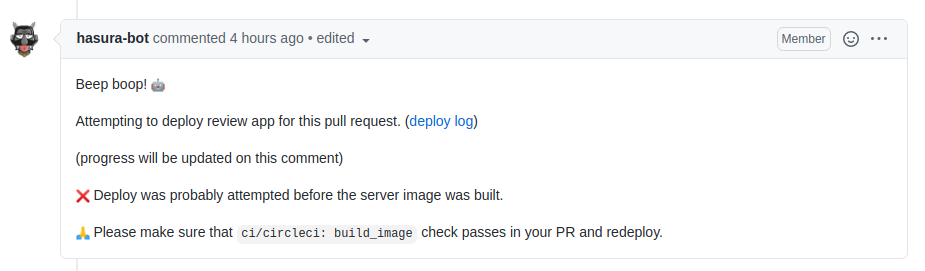 hasura-bot commented 4 hours ago • edited Member
Beep boop! 🤖
Attempting to deploy review app for this pull request. (deploy log)
(progress will be updated on this comment)
❌ Deploy was probably attempted before the server image was built.
🙏 Please make sure that ci/circleci: build_image check passes in your PR and redeploy.